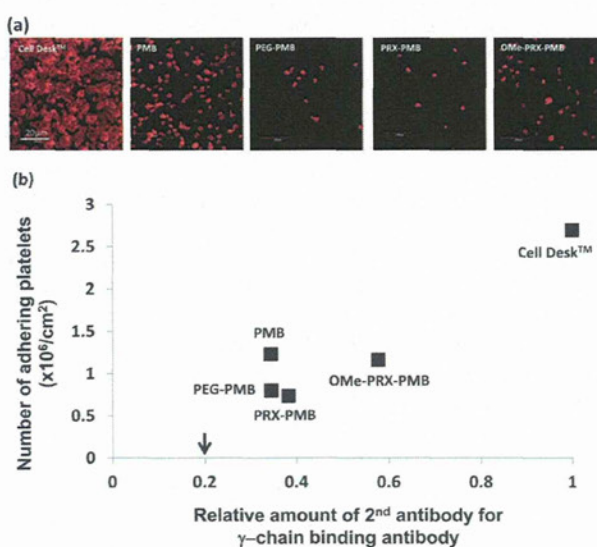 (a)
Cell Desk™ PMB PEG-PMB PRX-PMB OMe-PRX-PMB
20 μm
(b)
Number of adhering platelets
(x10⁶/cm²)
3
2.5
2
1.5
1
0.5
0
Cell Desk™
PMB
OMe-PRX-PMB
PEG-PMB
PRX-PMB
0 0.2 0.4 0.6 0.8 1
Relative amount of 2nd antibody for
γ–chain binding antibody